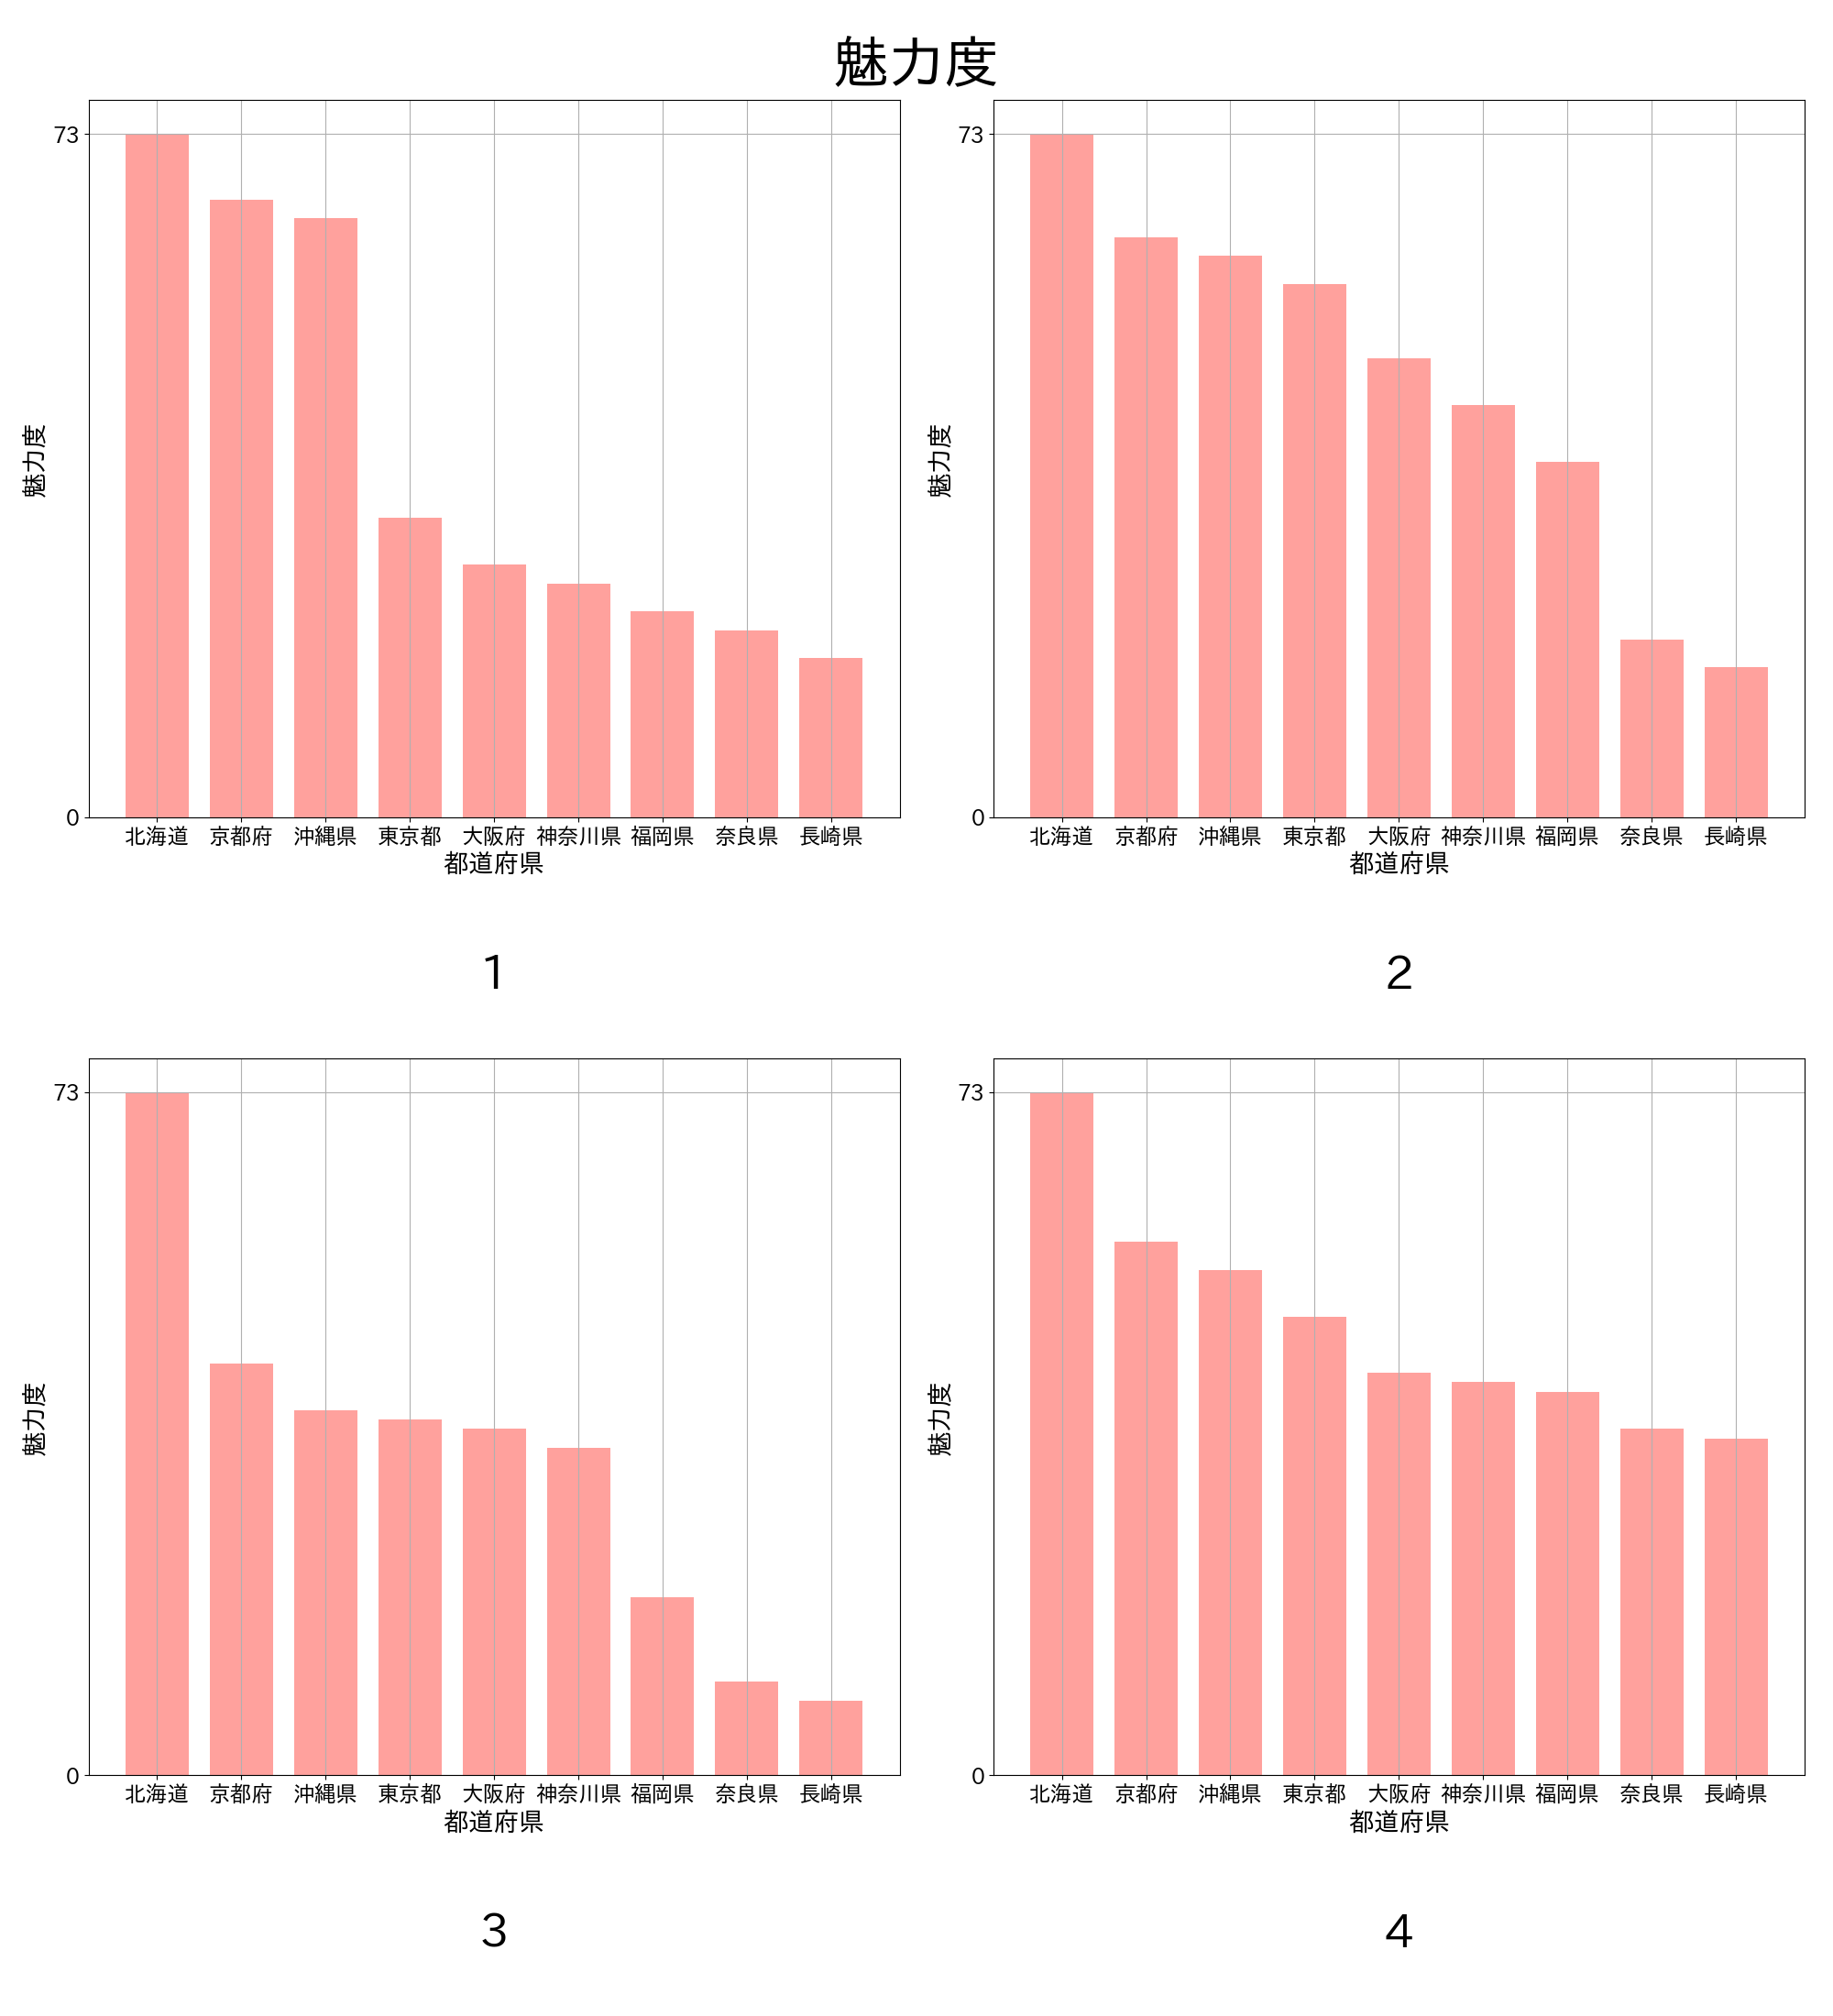 魅力度
73
0
魅力度
北海道 京都府 沖縄県 東京都 大阪府 神奈川県 福岡県 奈良県 長崎県
都道府県
1
73
0
魅力度
北海道 京都府 沖縄県 東京都 大阪府 神奈川県 福岡県 奈良県 長崎県
都道府県
2
73
0
魅力度
北海道 京都府 沖縄県 東京都 大阪府 神奈川県 福岡県 奈良県 長崎県
都道府県
3
73
0
魅力度
北海道 京都府 沖縄県 東京都 大阪府 神奈川県 福岡県 奈良県 長崎県
都道府県
4